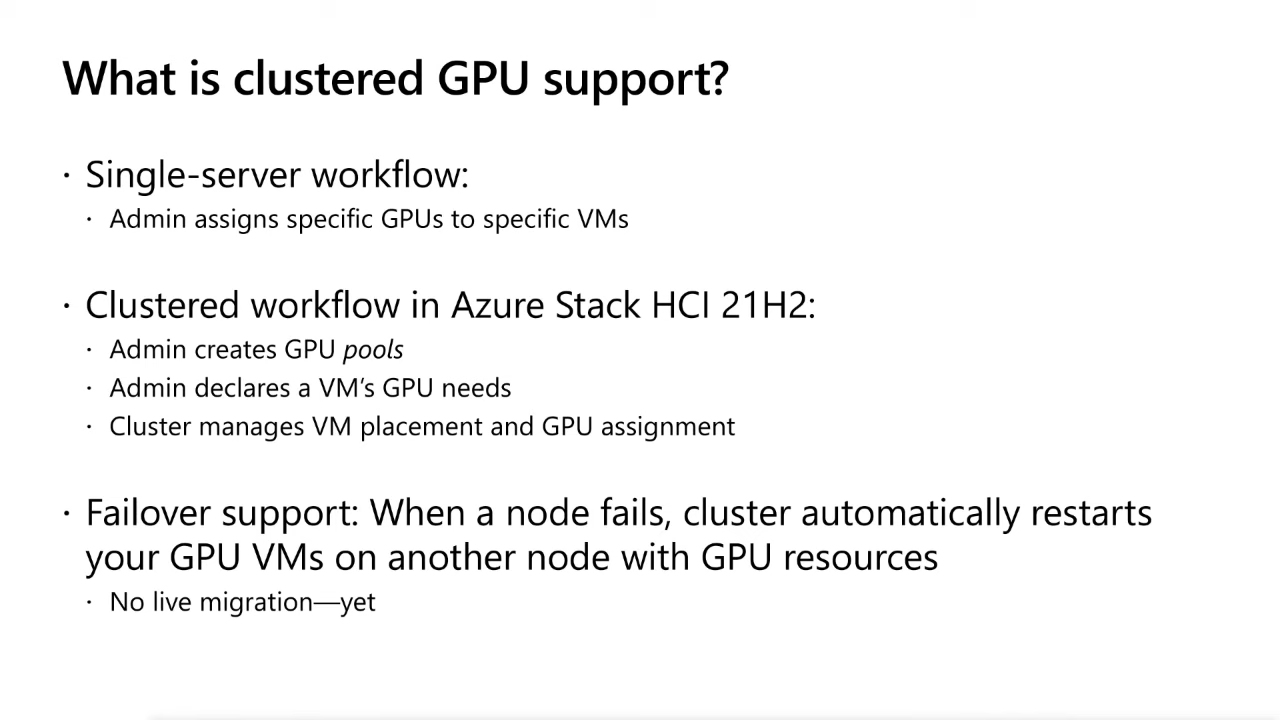 What is clustered GPU support?
· Single-server workflow:
· Admin assigns specific GPUs to specific VMs
· Clustered workflow in Azure Stack HCI 21H2:
· Admin creates GPU pools
· Admin declares a VM’s GPU needs
· Cluster manages VM placement and GPU assignment
· Failover support: When a node fails, cluster automatically restarts
your GPU VMs on another node with GPU resources
· No live migration—yet